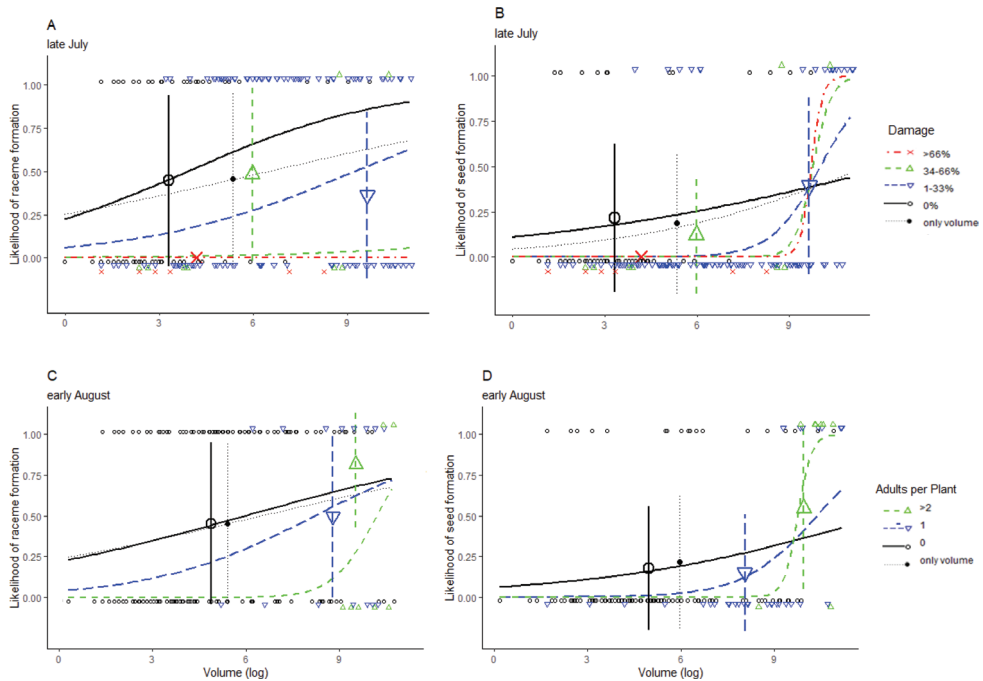 A
late July
Likelihood of raceme formation
1.00
0.75
0.50
0.25
0.00
0
3
6
9
B
late July
Likelihood of seed formation
1.00
0.75
0.50
0.25
0.00
0
3
6
9
Damage
>66%
34-66%
1-33%
0%
only volume
C
early August
Likelihood of raceme formation
1.00
0.75
0.50
0.25
0.00
0
3
6
9
Volume (log)
D
early August
Likelihood of seed formation
1.00
0.75
0.50
0.25
0.00
0
3
6
9
Volume (log)
Adults per Plant
>2
1
0
only volume